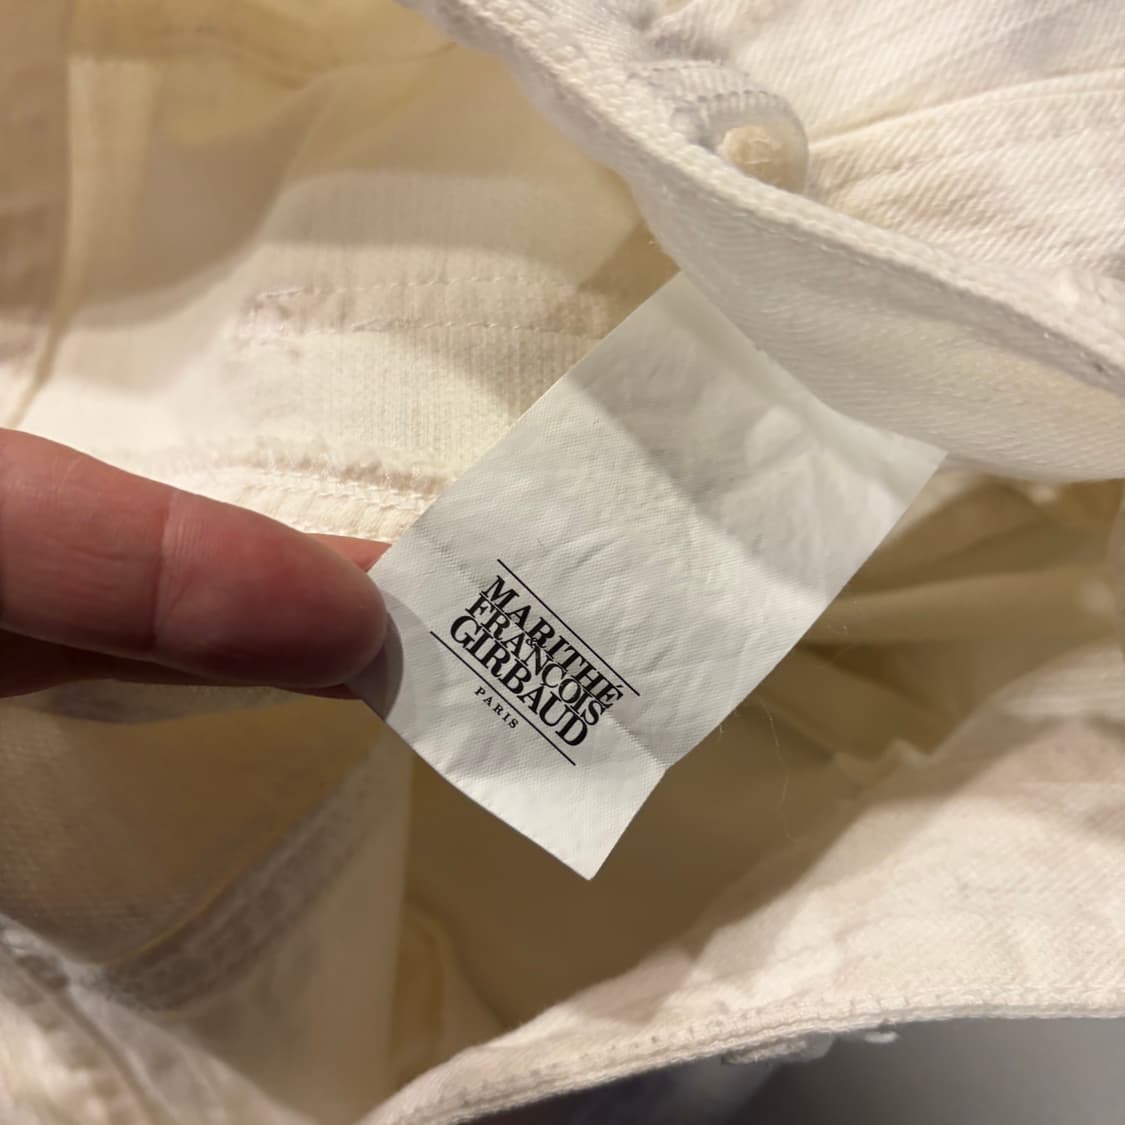 MARITHÉ
&
FRANÇOIS
GIRBAUD
PARIS